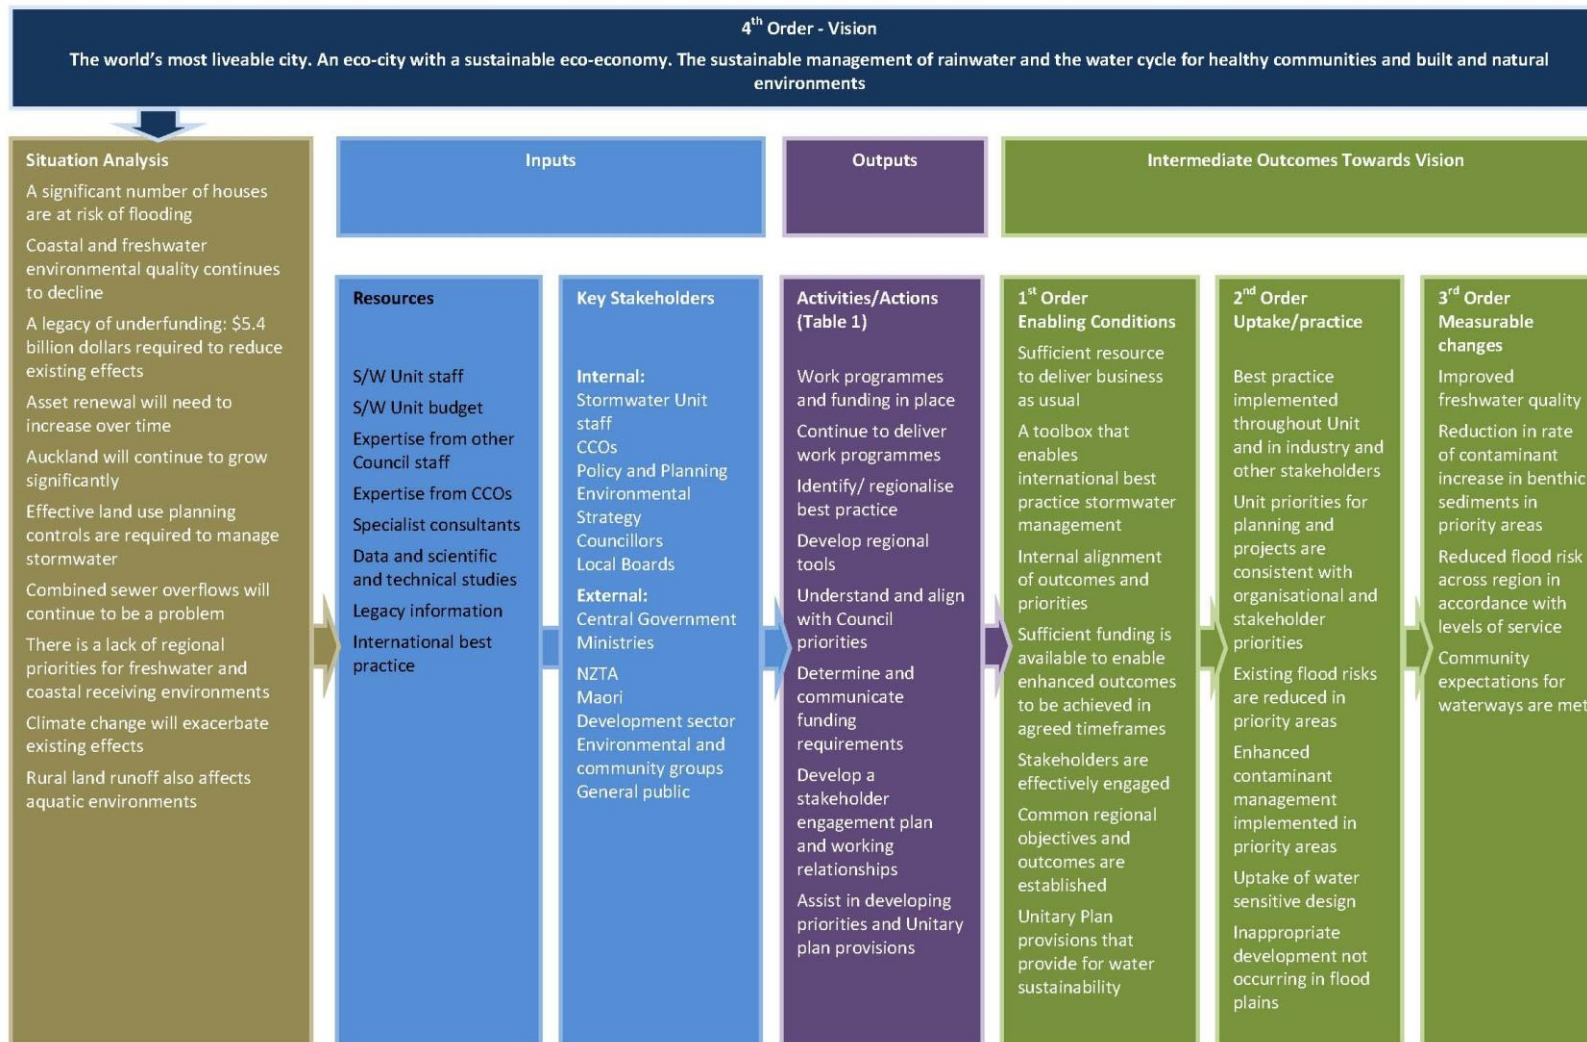 4th Order - Vision
The world's most liveable city. An eco-city with a sustainable eco-economy. The sustainable management of rainwater and the water cycle for healthy communities and built and natural
environments
Situation Analysis
A significant number of houses
are at risk of flooding
Coastal and freshwater
environmental quality continues
to decline
A legacy of underfunding: $5.4
billion dollars required to reduce
existing effects
Asset renewal will need to
increase over time
Auckland will continue to grow
significantly
Effective land use planning
controls are required to manage
stormwater
Combined sewer overflows will
continue to be a problem
There is a lack of regional
priorities for freshwater and
coastal receiving environments
Climate change will exacerbate
existing effects
Rural land runoff also affects
aquatic environments
Inputs
Resources
S/W Unit staff
S/W Unit budget
Expertise from other
Council staff
Expertise from CCOs
Specialist consultants
Data and scientific
and technical studies
Legacy information
International best
practice
Key Stakeholders
Internal:
Stormwater Unit
staff
CCOs
Policy and Planning
Environmental
Strategy
Councillors
Local Boards
External:
Central Government
Ministries
NZTA
Maori
Development sector
Environmental and
community groups
General public
Outputs
Activities/Actions
(Table 1)
Work programmes
and funding in place
Continue to deliver
work programmes
Identify/ regionalise
best practice
Develop regional
tools
Understand and align
with Council
priorities
Determine and
communicate
funding
requirements
Develop a
stakeholder
engagement plan
and working
relationships
Assist in developing
priorities and Unitary
plan provisions
Intermediate Outcomes Towards Vision
1st Order
Enabling Conditions
Sufficient resource
to deliver business
as usual
A toolbox that
enables
international best
practice stormwater
management
Internal alignment
of outcomes and
priorities
Sufficient funding is
available to enable
enhanced outcomes
to be achieved in
agreed timeframes
Stakeholders are
effectively engaged
Common regional
objectives and
outcomes are
established
Unitary Plan
provisions that
provide for water
sustainability
2nd Order
Uptake/practice
Best practice
implemented
throughout Unit
and in industry and
other stakeholders
Unit priorities for
planning and
projects are
consistent with
organisational and
stakeholder
priorities
Existing flood risks
are reduced in
priority areas
Enhanced
contaminant
management
implemented in
priority areas
Uptake of water
sensitive design
Inappropriate
development not
occurring in flood
plains
3rd Order
Measurable
changes
Improved
freshwater quality
Reduction in rate
of contaminant
increase in benthic
sediments in
priority areas
Reduced flood risk
across region in
accordance with
levels of service
Community
expectations for
waterways are met